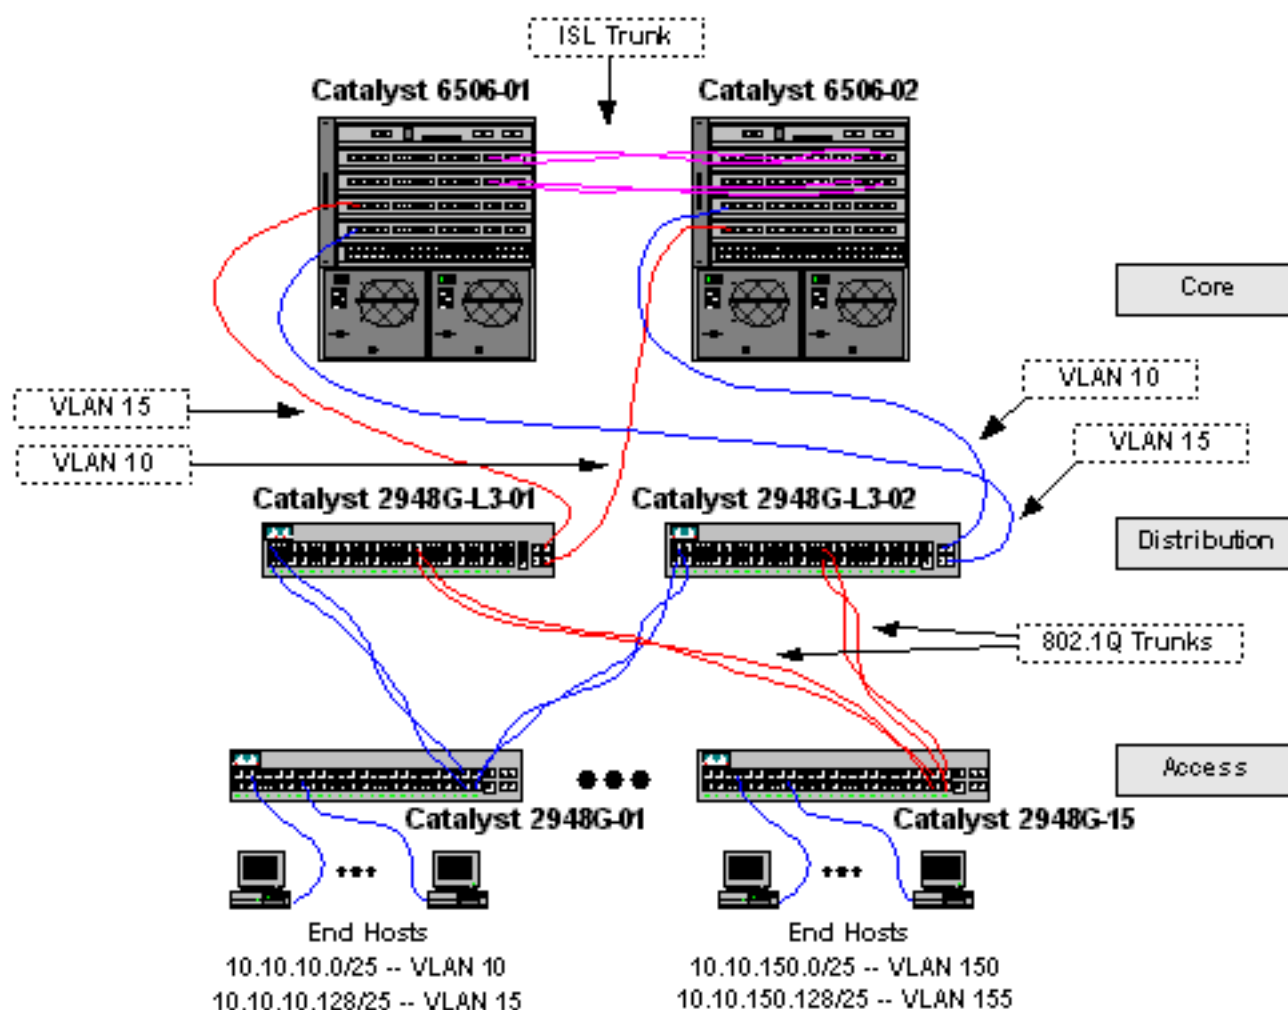 ISL Trunk
Catalyst 6506-01
Catalyst 6506-02
Core
VLAN 10
VLAN 15
VLAN 15
VLAN 10
Catalyst 2948G-L3-01
Catalyst 2948G-L3-02
Distribution
802.1Q Trunks
Access
Catalyst 2948G-01
Catalyst 2948G-15
End Hosts
10.10.10.0/25 -- VLAN 10
10.10.10.128/25 -- VLAN 15
End Hosts
10.10.150.0/25 -- VLAN 150
10.10.150.128/25 -- VLAN 155